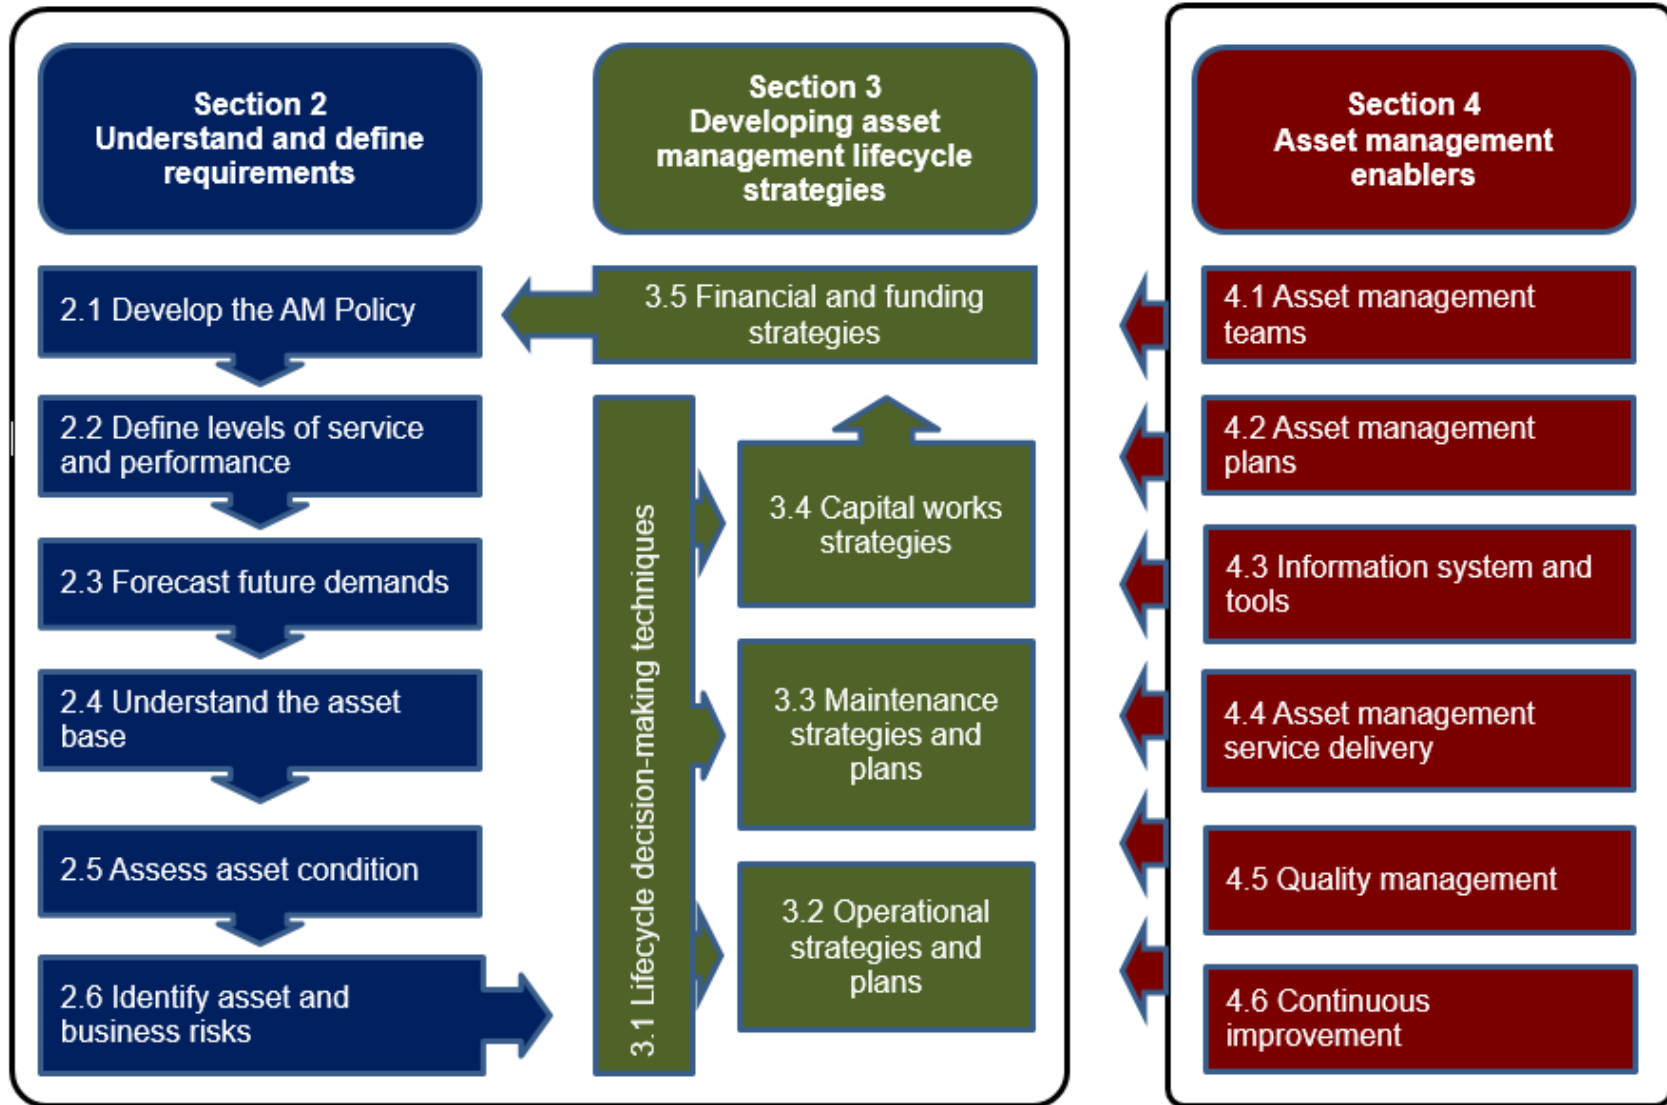 Section 2
Understand and define
requirements
2.1 Develop the AM Policy
2.2 Define levels of service
and performance
2.3 Forecast future demands
2.4 Understand the asset
base
2.5 Assess asset condition
2.6 Identify asset and
business risks
Section 3
Developing asset
management lifecycle
strategies
3.5 Financial and funding
strategies
3.1 Lifecycle decision-making techniques
3.4 Capital works
strategies
3.3 Maintenance
strategies and
plans
3.2 Operational
strategies and
plans
Section 4
Asset management
enablers
4.1 Asset management
teams
4.2 Asset management
plans
4.3 Information system and
tools
4.4 Asset management
service delivery
4.5 Quality management
4.6 Continuous
improvement